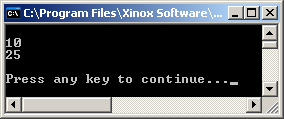 C:\Program Files\Xinox Software\...
10
25
Press any key to continue..._